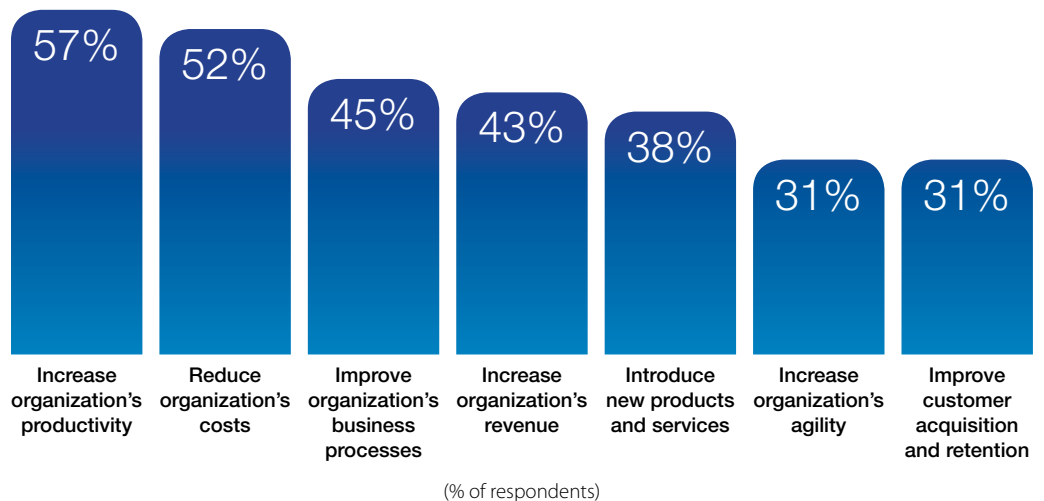 57%
52%
45%
43%
38%
31%
31%
Increase
organization's
productivity
Reduce
organization's
costs
Improve
organization's
business
processes
Increase
organization's
revenue
Introduce
new products
and services
Increase
organization's
agility
Improve
customer
acquisition
and retention
(% of respondents)